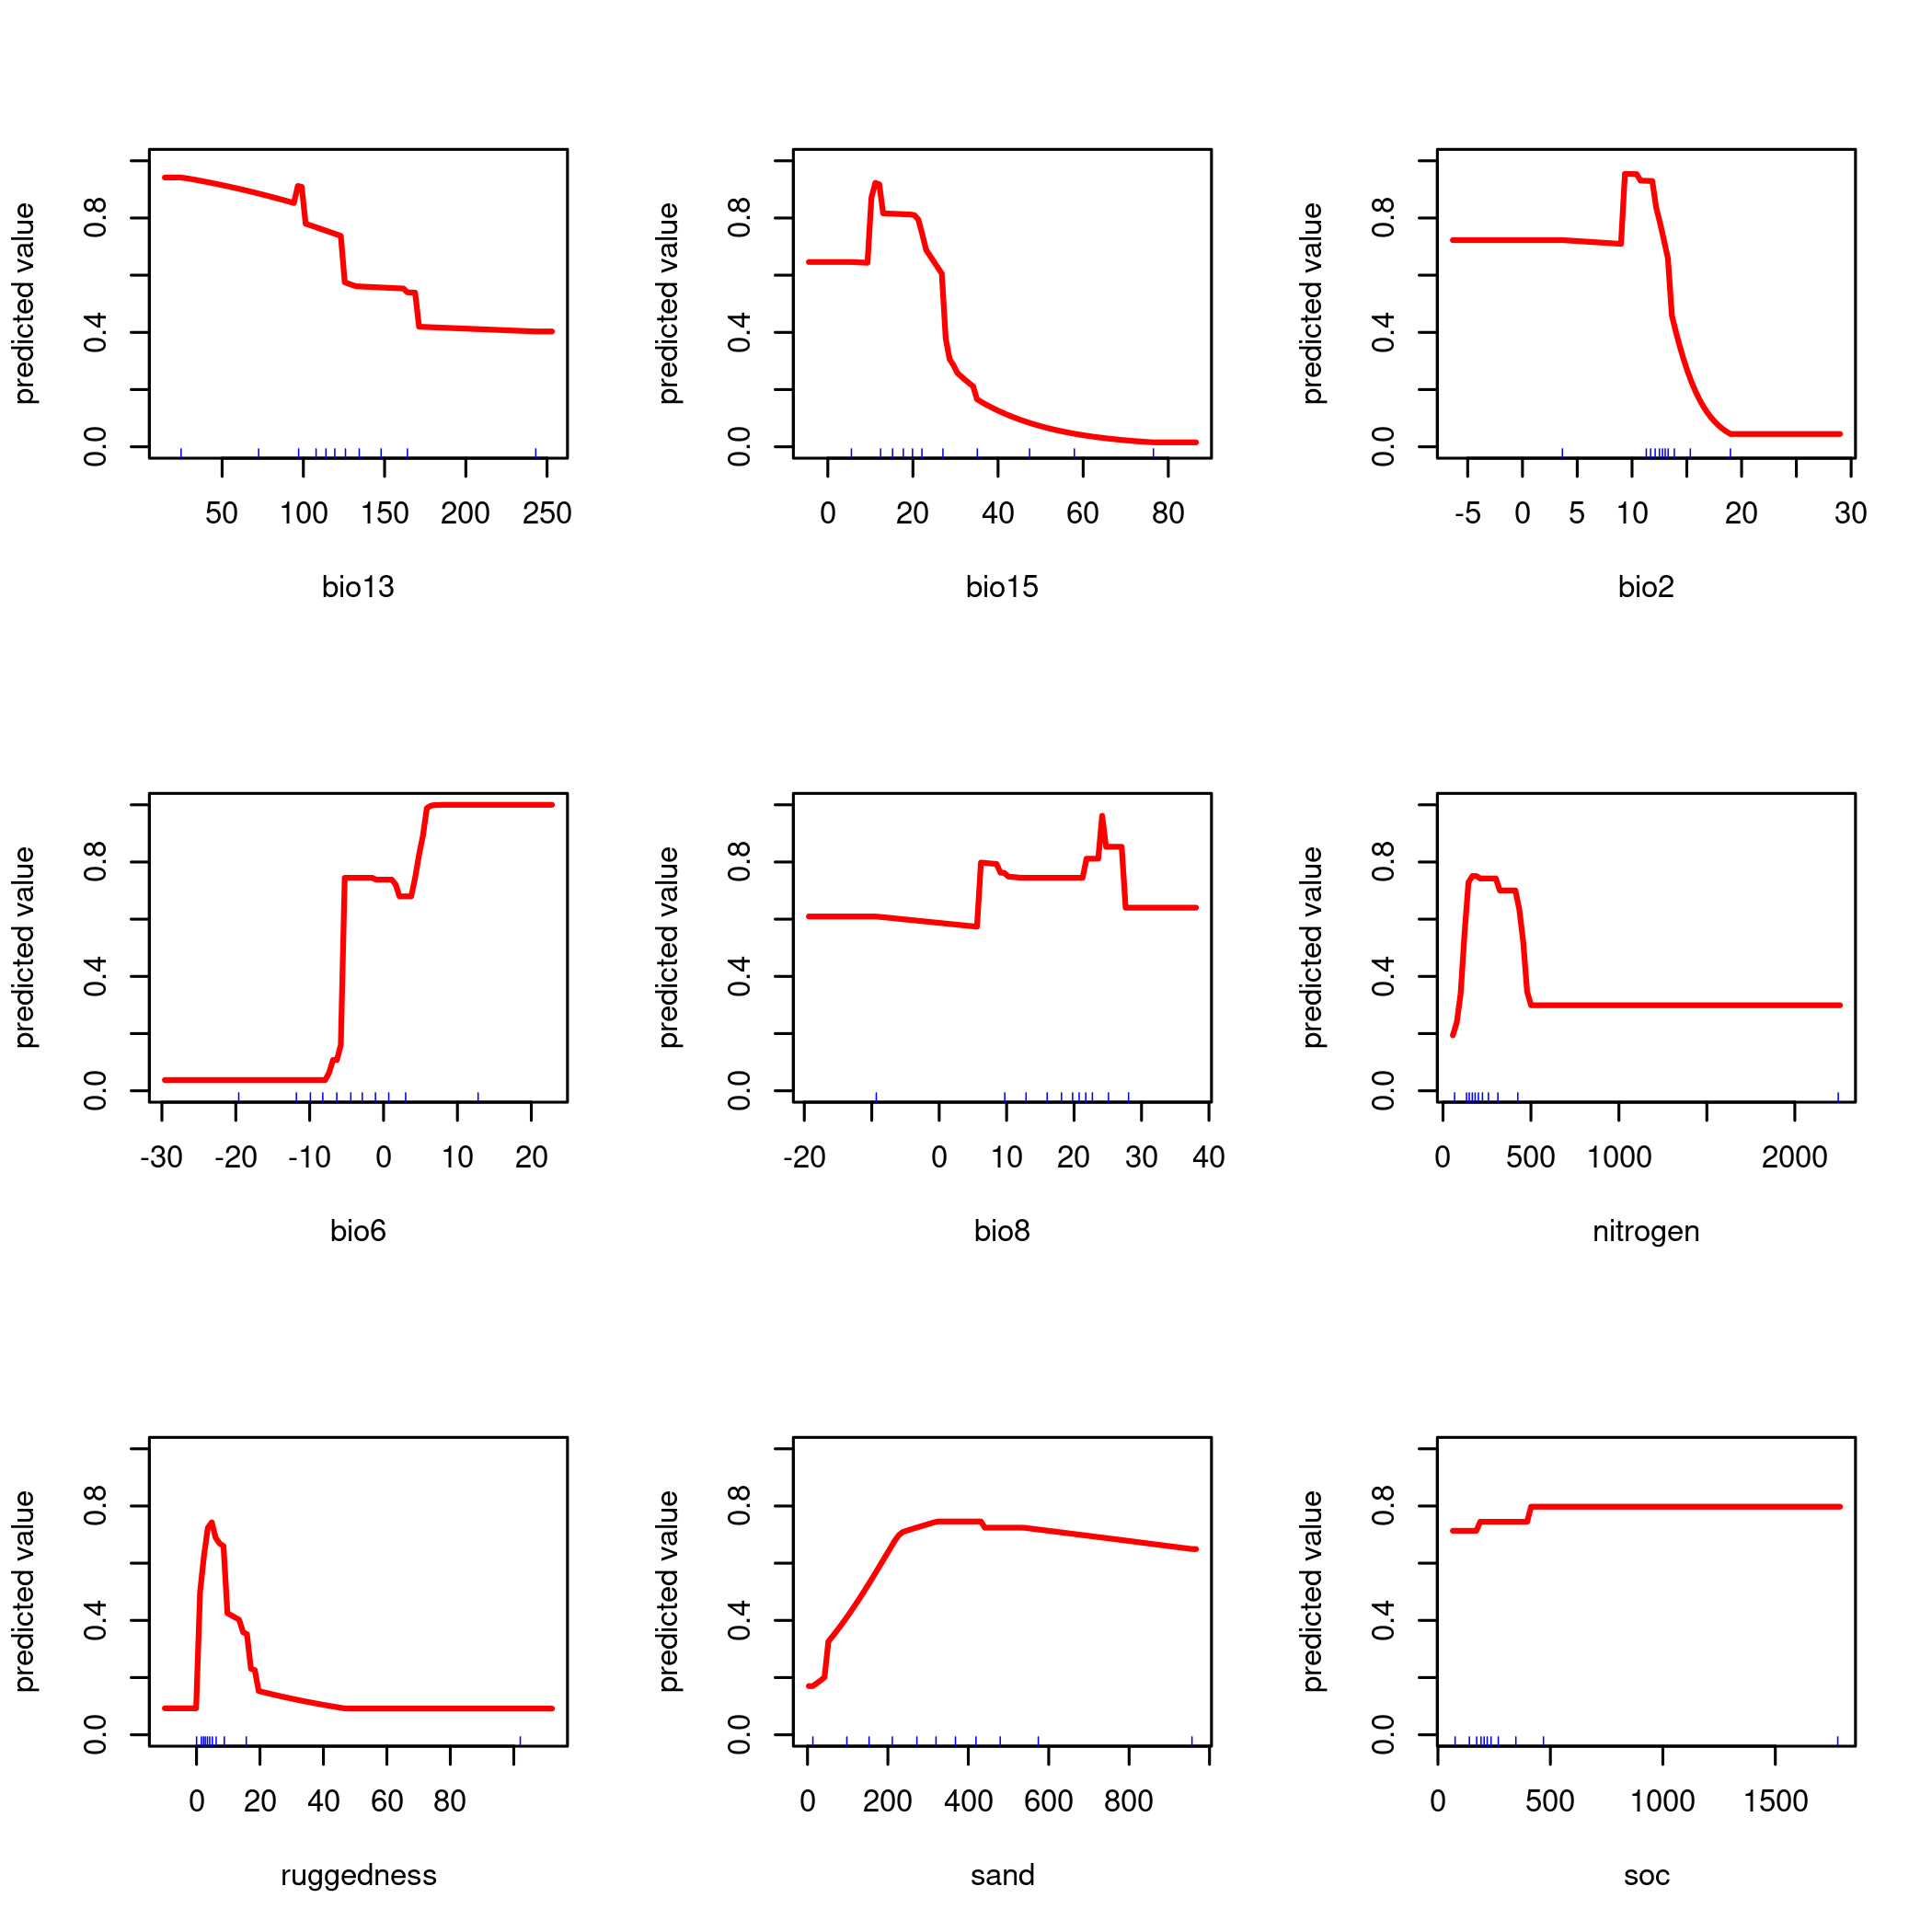 predicted value
0.0 0.4 0.8
50 100 150 200 250
bio13
predicted value
0.0 0.4 0.8
0 20 40 60 80
bio15
predicted value
0.0 0.4 0.8
-5 0 5 10 20 30
bio2
predicted value
0.0 0.4 0.8
-30 -20 -10 0 10 20
bio6
predicted value
0.0 0.4 0.8
-20 0 10 20 30 40
bio8
predicted value
0.0 0.4 0.8
0 500 1000 2000
nitrogen
predicted value
0.0 0.4 0.8
0 20 40 60 80
ruggedness
predicted value
0.0 0.4 0.8
0 200 400 600 800
sand
predicted value
0.0 0.4 0.8
0 500 1000 1500
soc